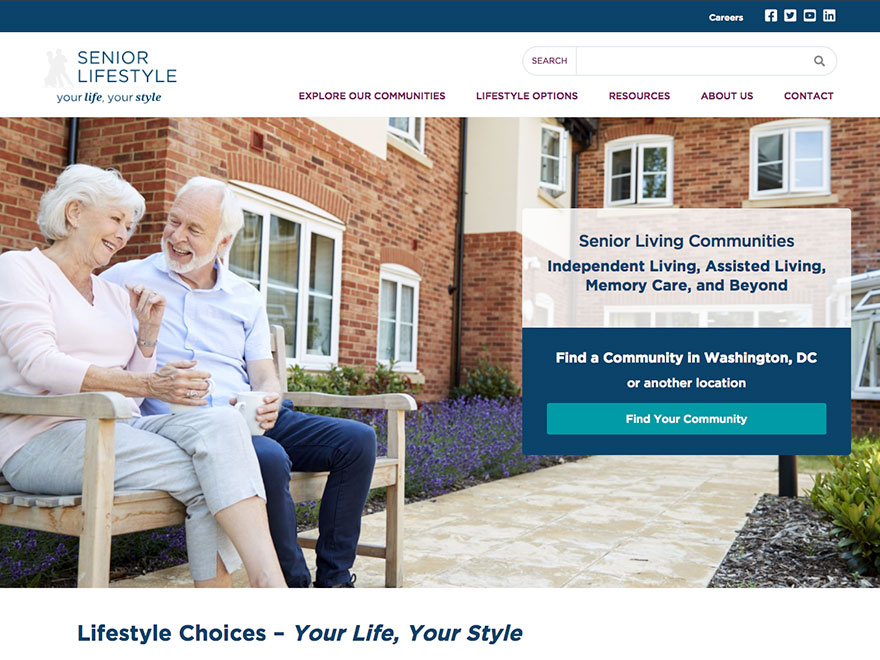 Careers
SENIOR
LIFESTYLE
your life, your style
SEARCH
EXPLORE OUR COMMUNITIES LIFESTYLE OPTIONS RESOURCES ABOUT US CONTACT
Senior Living Communities
Independent Living, Assisted Living,
Memory Care, and Beyond
Find a Community in Washington, DC
or another location
Find Your Community
Lifestyle Choices – Your Life, Your Style